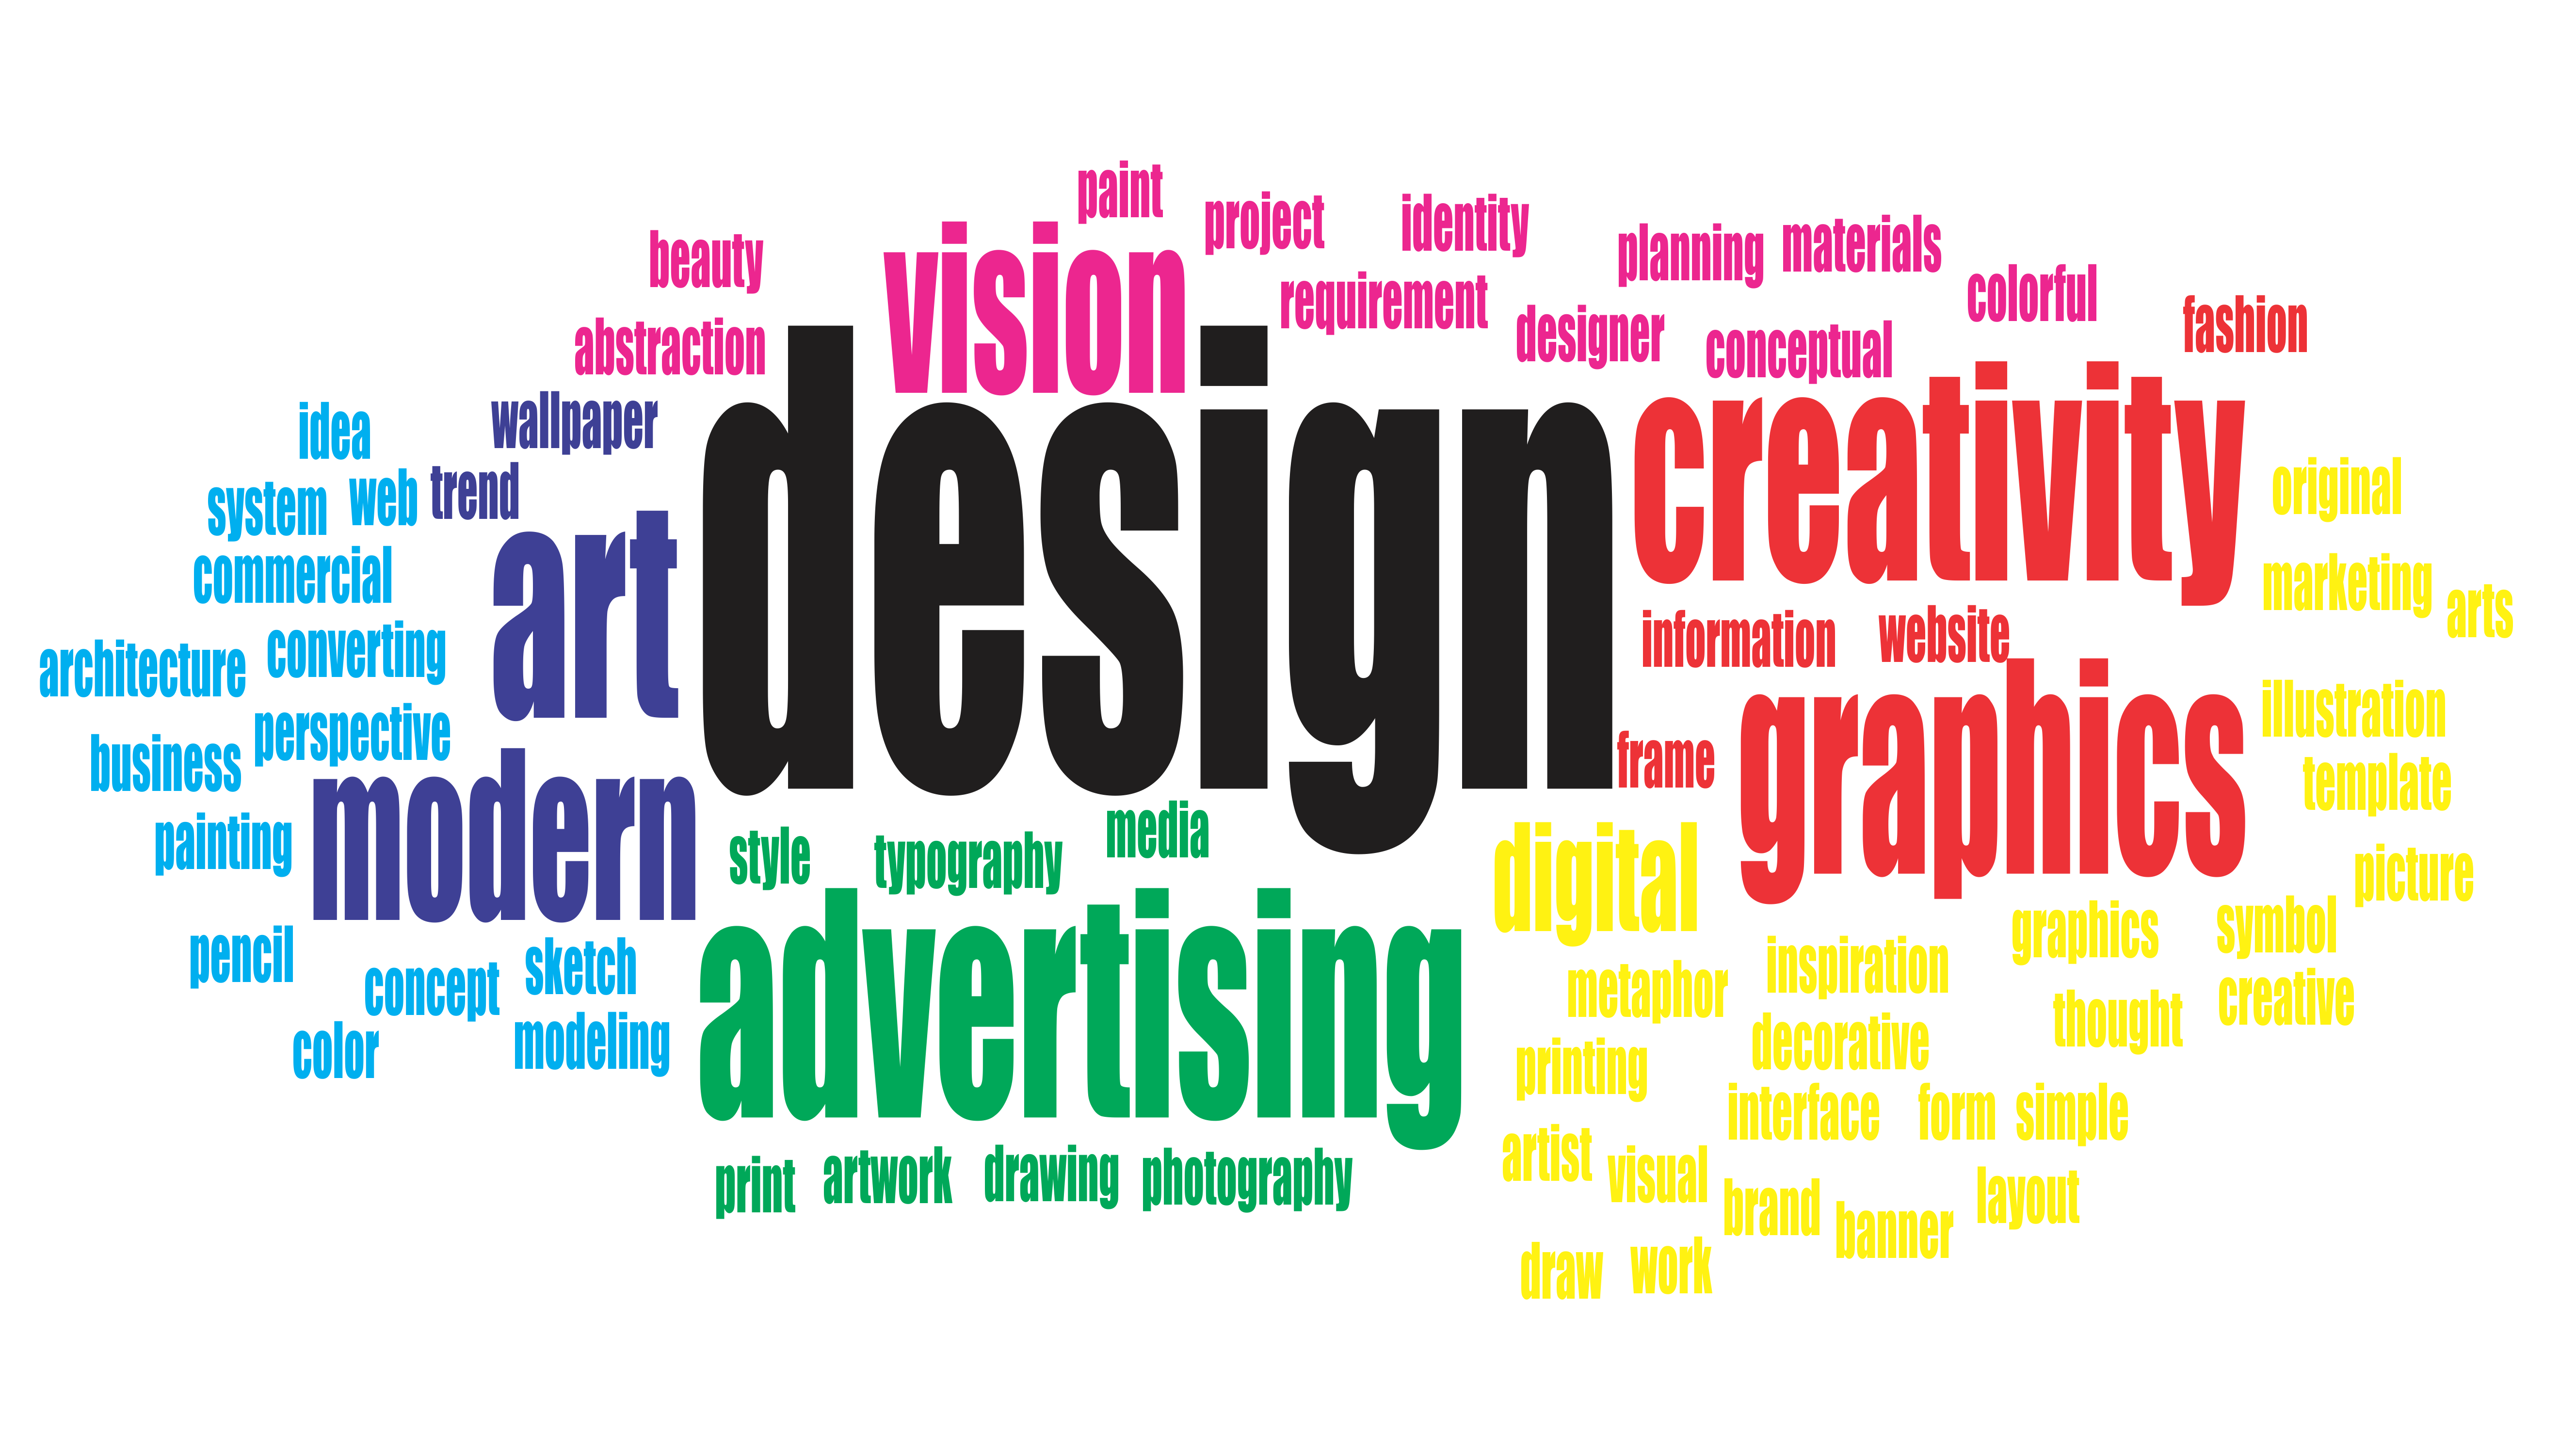 paint
project
identity
beauty
vision
requirement
planning
materials
colorful
abstraction
designer
conceptual
fashion
idea
wallpaper
system
web
trend
design
creativity
original
commercial
art
marketing
arts
architecture
converting
information
website
business
perspective
illustration
frame
graphics
template
painting
modern
style
typography
media
digital
picture
pencil
concept
sketch
advertising
metaphor
inspiration
graphics
symbol
color
modeling
printing
decorative
thought
creative
interface
form
simple
print
artwork
drawing
photography
artist
visual
brand
banner
layout
draw
work